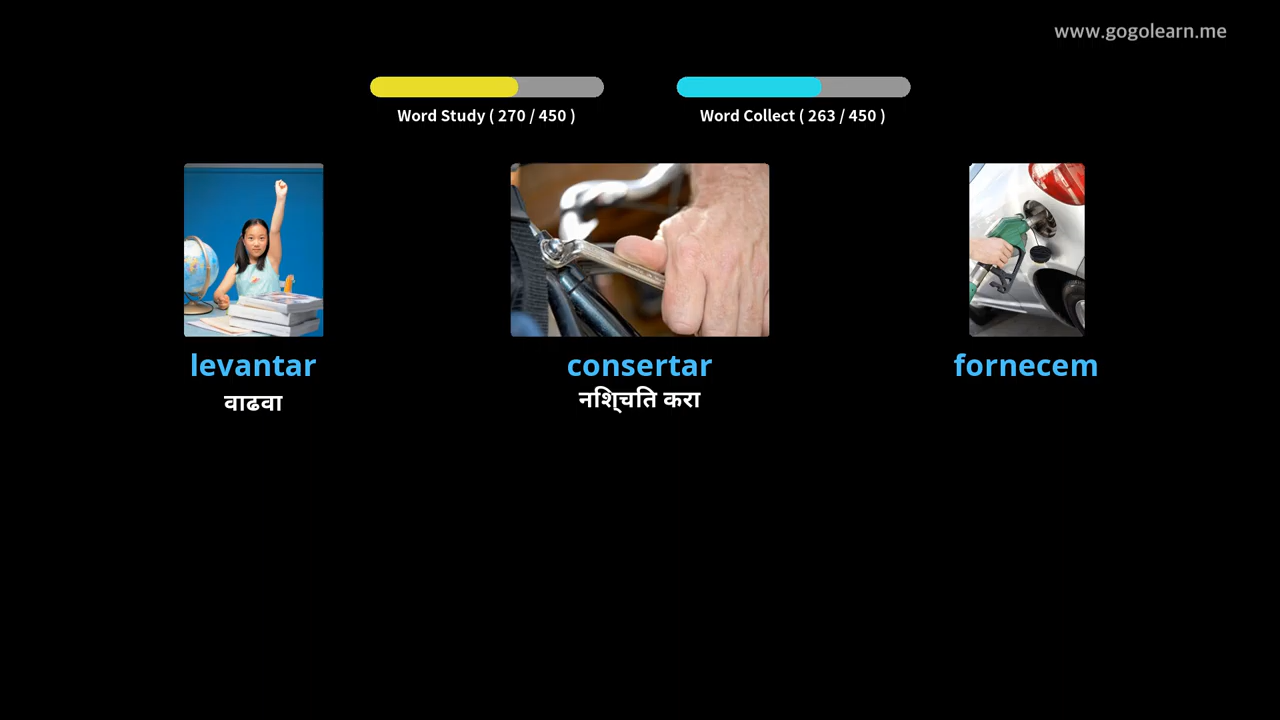 www.gogolearn.me
Word Study ( 270 / 450 )
Word Collect ( 263 / 450 )
levantar
consertar
fornecem
वाढवा
नशि्चति करा